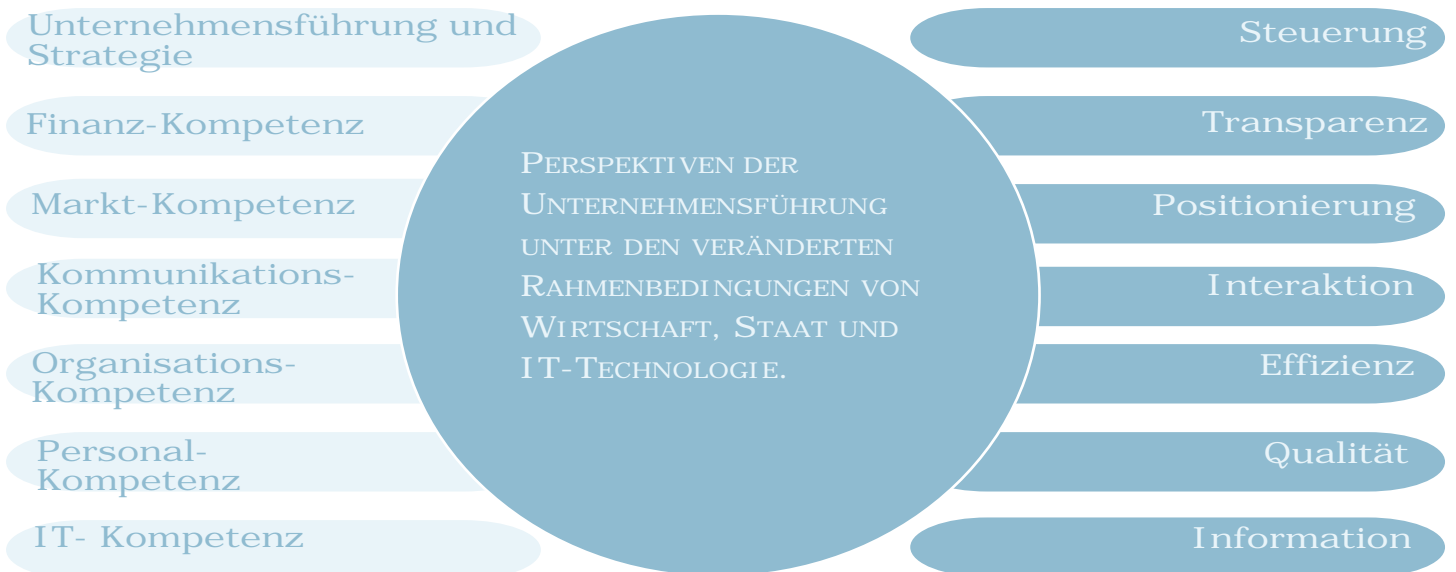 Unternehmensführung und
Strategie
Finanz-Kompetenz
Markt-Kompetenz
Kommunikations-
Kompetenz
Organisations-
Kompetenz
Personal-
Kompetenz
IT- Kompetenz
PERSPEKTIVEN DER
UNTERNEHMENSFÜHRUNG
UNTER DEN VERÄNDERTEN
RAHMENBEDINGUNGEN VON
WIRTSCHAFT, STAAT UND
IT-TECHNOLOGIE.
Steuerung
Transparenz
Positionierung
Interaktion
Effizienz
Qualität
Information